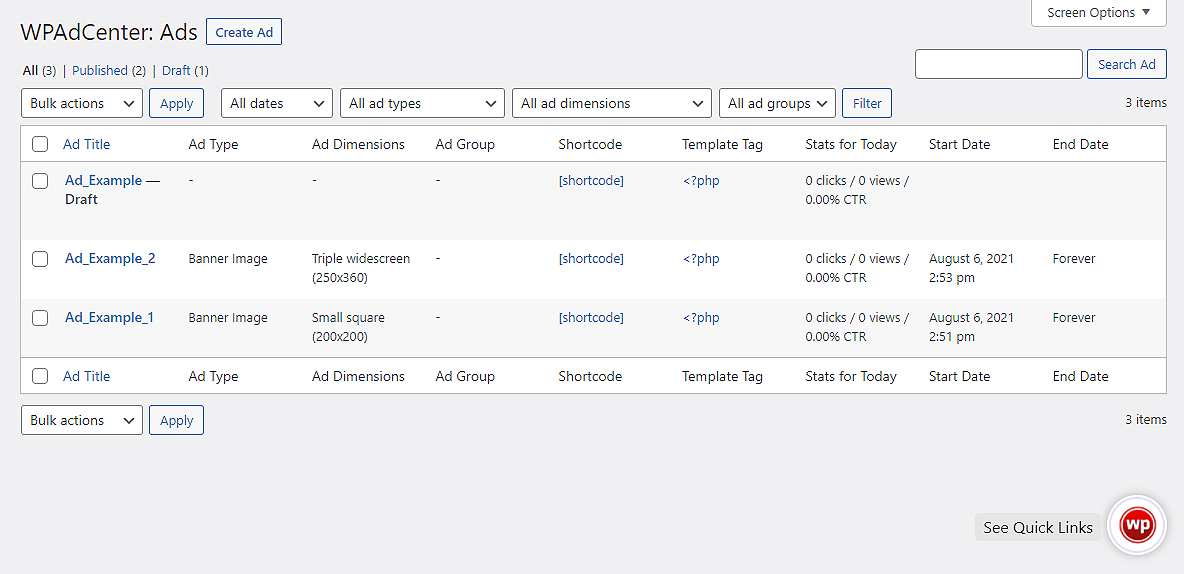 Screen Options ▼
WPAdCenter: Ads Create Ad
All (3) | Published (2) | Draft (1)
Search Ad
Bulk actions Apply All dates All ad types All ad dimensions All ad groups Filter 3 items
Ad Title Ad Type Ad Dimensions Ad Group Shortcode Template Tag Stats for Today Start Date End Date
Ad_Example — - - - [shortcode] <?php 0 clicks / 0 views /
Draft 0.00% CTR
Ad_Example_2 Banner Image Triple widescreen - [shortcode] <?php 0 clicks / 0 views / August 6, 2021 Forever
(250x360) 0.00% CTR 2:53 pm
Ad_Example_1 Banner Image Small square - [shortcode] <?php 0 clicks / 0 views / August 6, 2021 Forever
(200x200) 0.00% CTR 2:51 pm
Ad Title Ad Type Ad Dimensions Ad Group Shortcode Template Tag Stats for Today Start Date End Date
Bulk actions Apply 3 items
See Quick Links wp